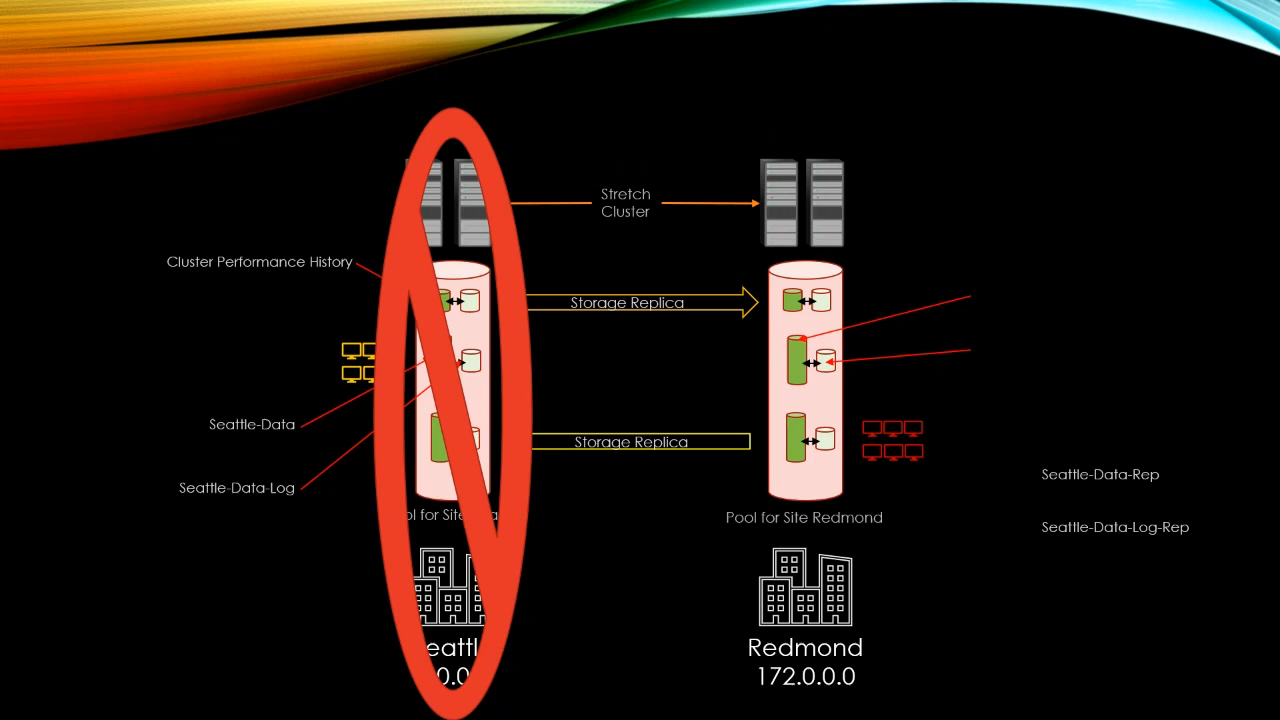 Stretch
Cluster
Cluster Performance History
Storage Replica
Seattle-Data
Storage Replica
Seattle-Data-Rep
Seattle-Data-Log
Pool for Site Redmond
Seattle-Data-Log-Rep
Redmond
172.0.0.0